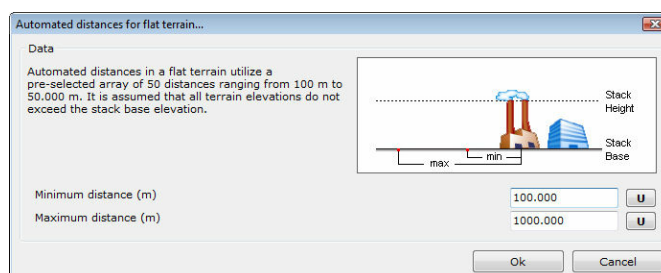 Automated distances for flat terrain...
Data
Automated distances in a flat terrain utilize a
pre-selected array of 50 distances ranging from 100 m to
50.000 m. It is assumed that all terrain elevations do not
exceed the stack base elevation.
Stack
Height
Stack
Base
min
max
Minimum distance (m)
100.000
U
Maximum distance (m)
1000.000
U
Ok
Cancel